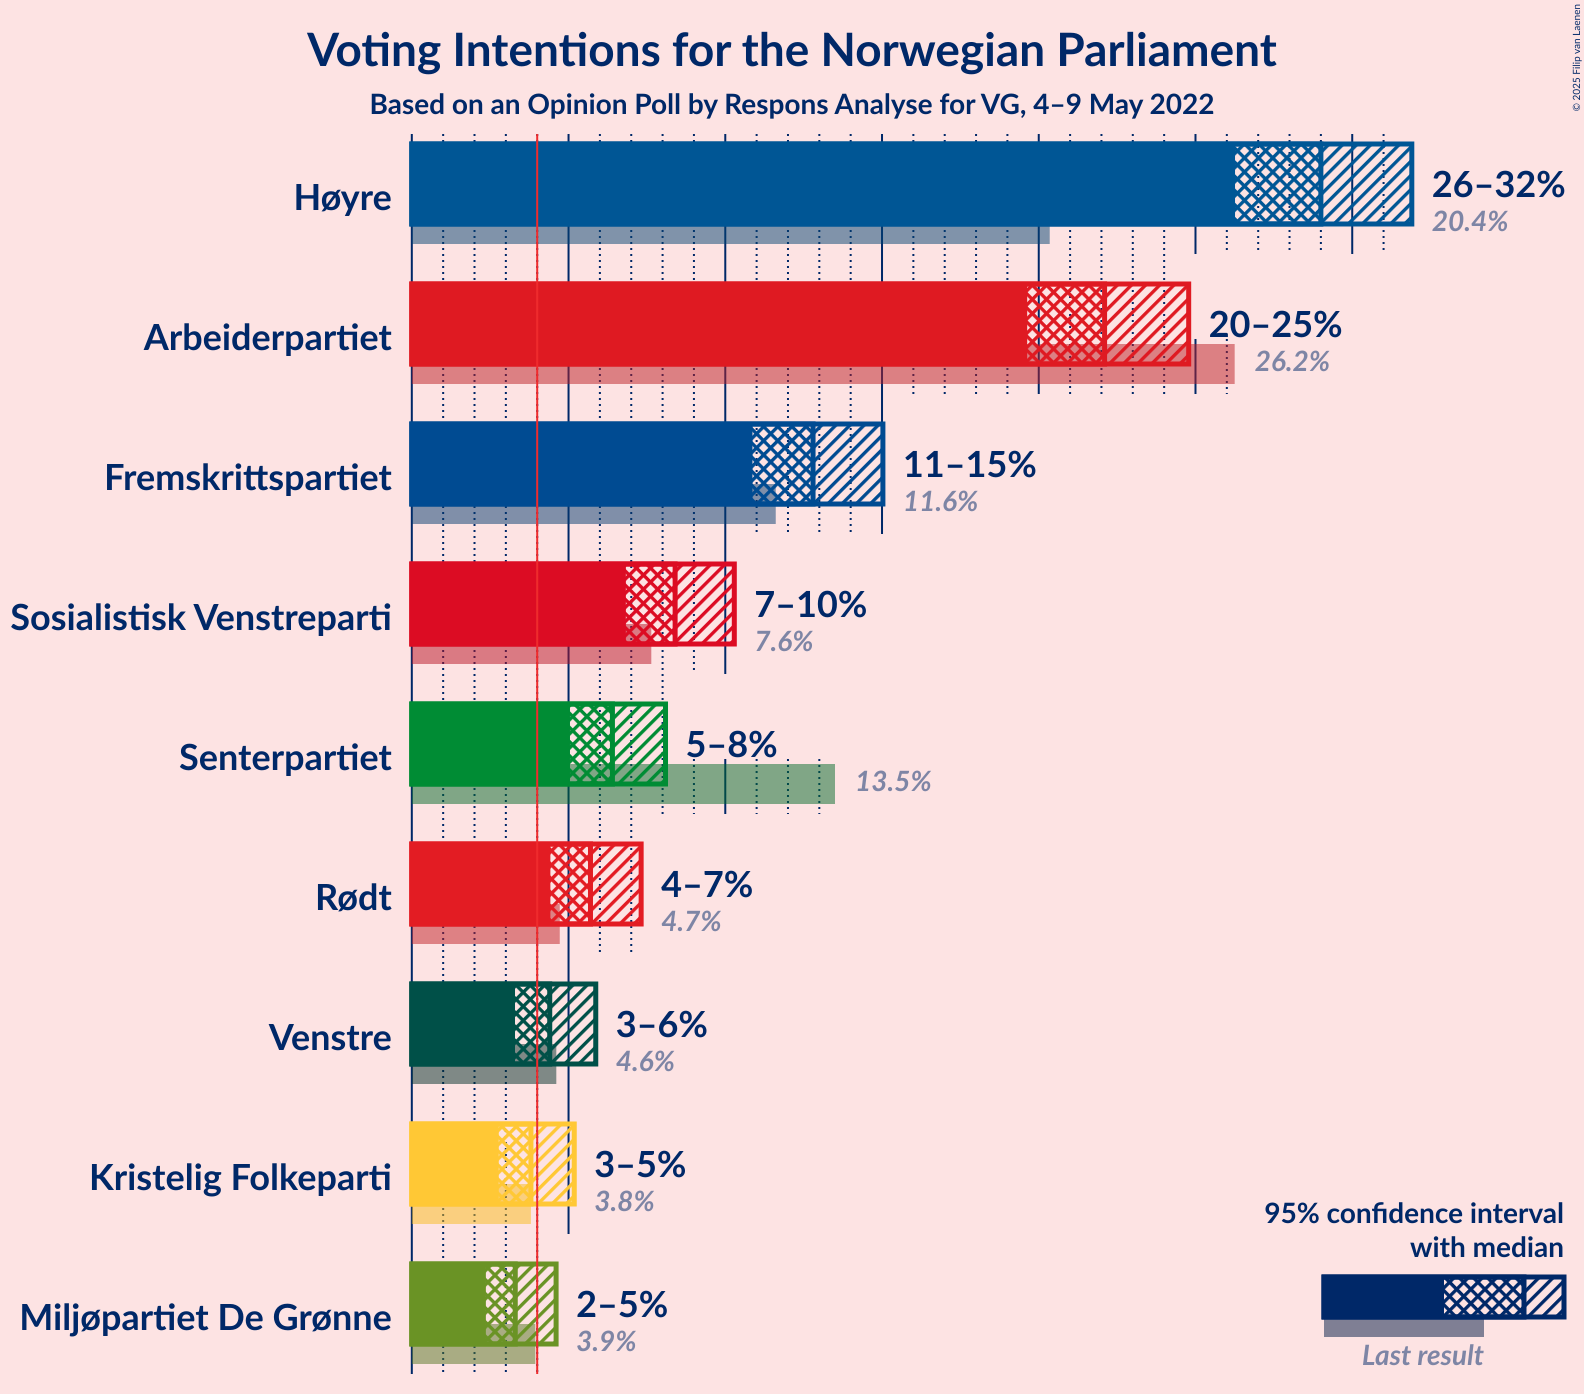 Voting Intentions for the Norwegian Parliament
Based on an Opinion Poll by Respons Analyse for VG, 4–9 May 2022
© 2025 Filip van Laenen
Høyre
26–32%
20.4%
Arbeiderpartiet
20–25%
26.2%
Fremskrittspartiet
11–15%
11.6%
Sosialistisk Venstreparti
7–10%
7.6%
Senterpartiet
5–8%
13.5%
Rødt
4–7%
4.7%
Venstre
3–6%
4.6%
Kristelig Folkeparti
3–5%
3.8%
Miljøpartiet De Grønne
2–5%
3.9%
95% confidence interval
with median
Last result